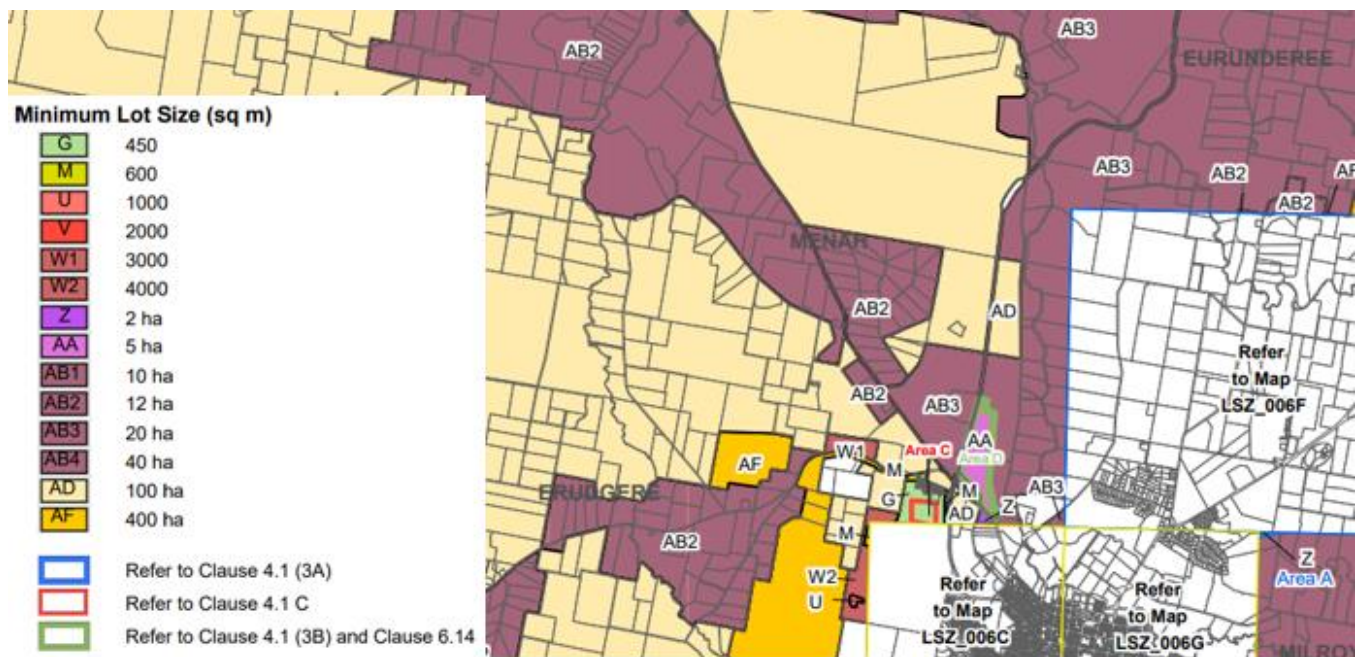 AB2
AB3
EURUNDEREE
Minimum Lot Size (sq m)
G 450
M 600
U 1000
V 2000
W1 3000
W2 4000
Z 2 ha
AA 5 ha
AB1 10 ha
AB2 12 ha
AB3 20 ha
AB4 40 ha
AD 100 ha
AF 400 ha
Refer to Clause 4.1 (3A)
Refer to Clause 4.1 C
Refer to Clause 4.1 (3B) and Clause 6.14
AB3
AB2
AB2
MENAH
AB2
AD
Refer
to Map
LSZ_006F
AB2
AB3
AA
Area C
Area D
W1
M
AF
ERUDGERE
G
M
AD
Z
AB3
AB2
M
W2
U
Refer
to Map
LSZ_006C
Refer
to Map
LSZ_006G
Z
Area A